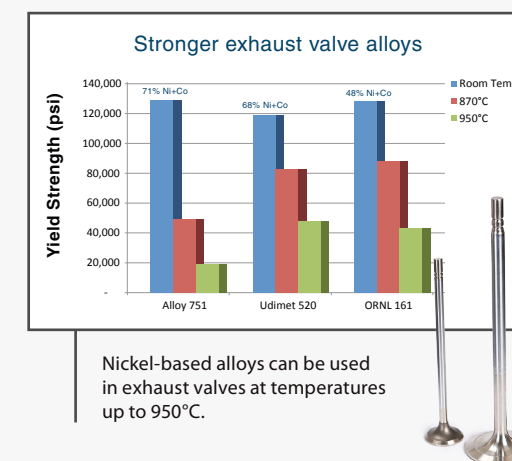 Stronger exhaust valve alloys
Yield Strength (psi)
140,000
120,000
100,000
80,000
60,000
40,000
20,000
-
71% Ni+Co
68% Ni+Co
48% Ni+Co
Room Tem
870°C
950°C
Alloy 751
Udimet 520
ORNL 161
Nickel-based alloys can be used
in exhaust valves at temperatures
up to 950°C.